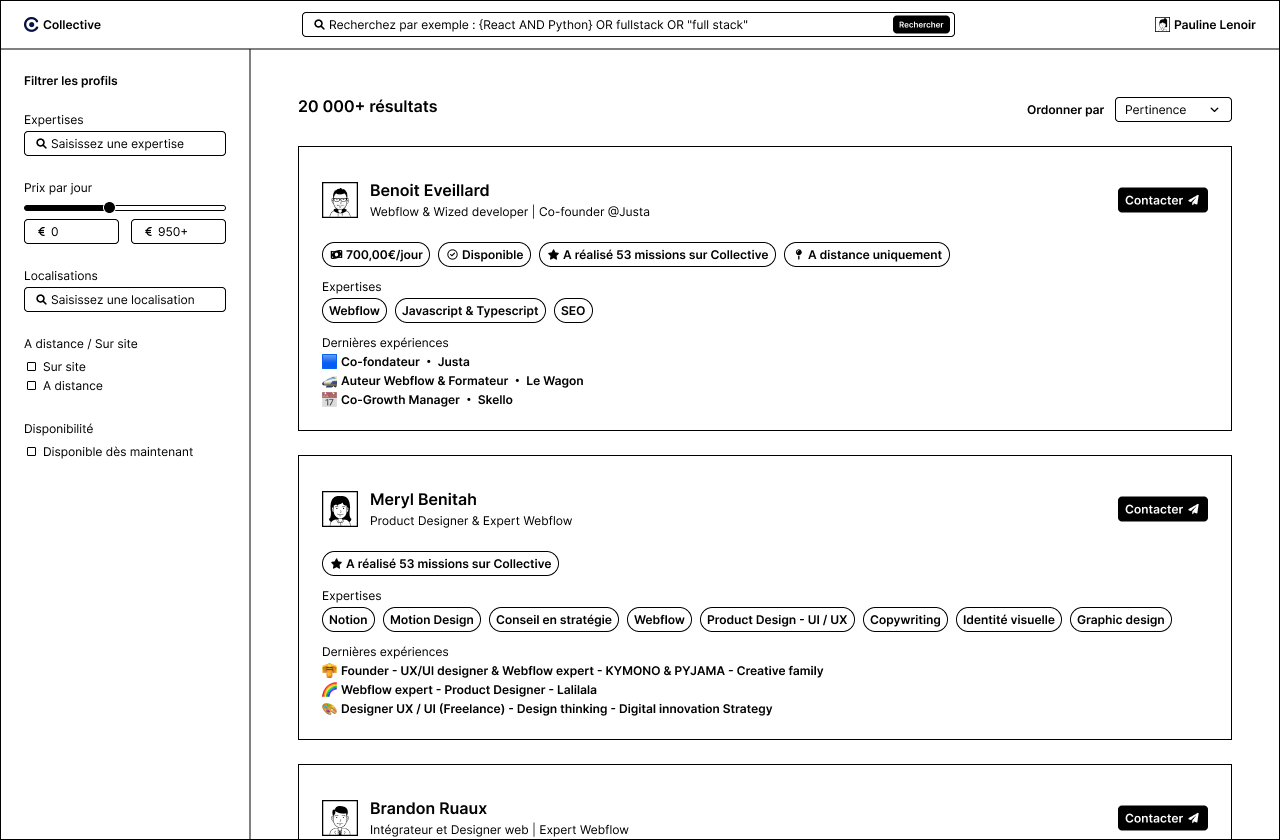 Collective
Recherchez par exemple : {React AND Python} OR fullstack OR "full stack"
Rechercher
Pauline Lenoir
Filtrer les profils
Expertises
Saisissez une expertise
Prix par jour
€ 0
€ 950+
Localisations
Saisissez une localisation
A distance / Sur site
Sur site
A distance
Disponibilité
Disponible dès maintenant
20 000+ résultats
Ordonner par
Pertinence
Benoit Eveillard
Webflow & Wized developer | Co-founder @Justa
Contacter
700,00€/jour
Disponible
A réalisé 53 missions sur Collective
A distance uniquement
Expertises
Webflow
Javascript & Typescript
SEO
Dernières expériences
Co-fondateur • Justa
Auteur Webflow & Formateur • Le Wagon
17 Co-Growth Manager • Skello
Meryl Benitah
Product Designer & Expert Webflow
Contacter
A réalisé 53 missions sur Collective
Expertises
Notion
Motion Design
Conseil en stratégie
Webflow
Product Design - UI / UX
Copywriting
Identité visuelle
Graphic design
Dernières expériences
Founder - UX/UI designer & Webflow expert - KYMONO & PYJAMA - Creative family
Webflow expert - Product Designer - Lalilala
Designer UX / UI (Freelance) - Design thinking - Digital innovation Strategy
Brandon Ruaux
Intégrateur et Designer web | Expert Webflow
Contacter